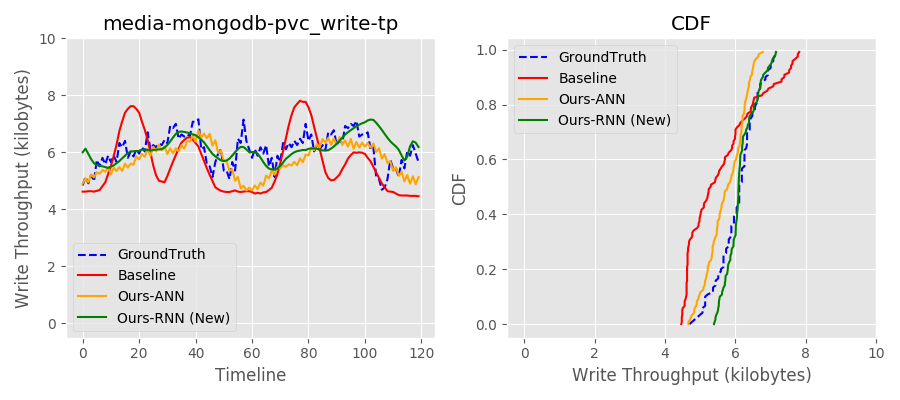 media-mongodb-pvc_write-tp
Write Throughput (kilobytes)
10
8
6
4
2
0
GroundTruth
Baseline
Ours-ANN
Ours-RNN (New)
0
20
40
60
80
100
120
Timeline
CDF
CDF
1.0
0.8
0.6
0.4
0.2
0.0
GroundTruth
Baseline
Ours-ANN
Ours-RNN (New)
0
2
4
6
8
10
Write Throughput (kilobytes)